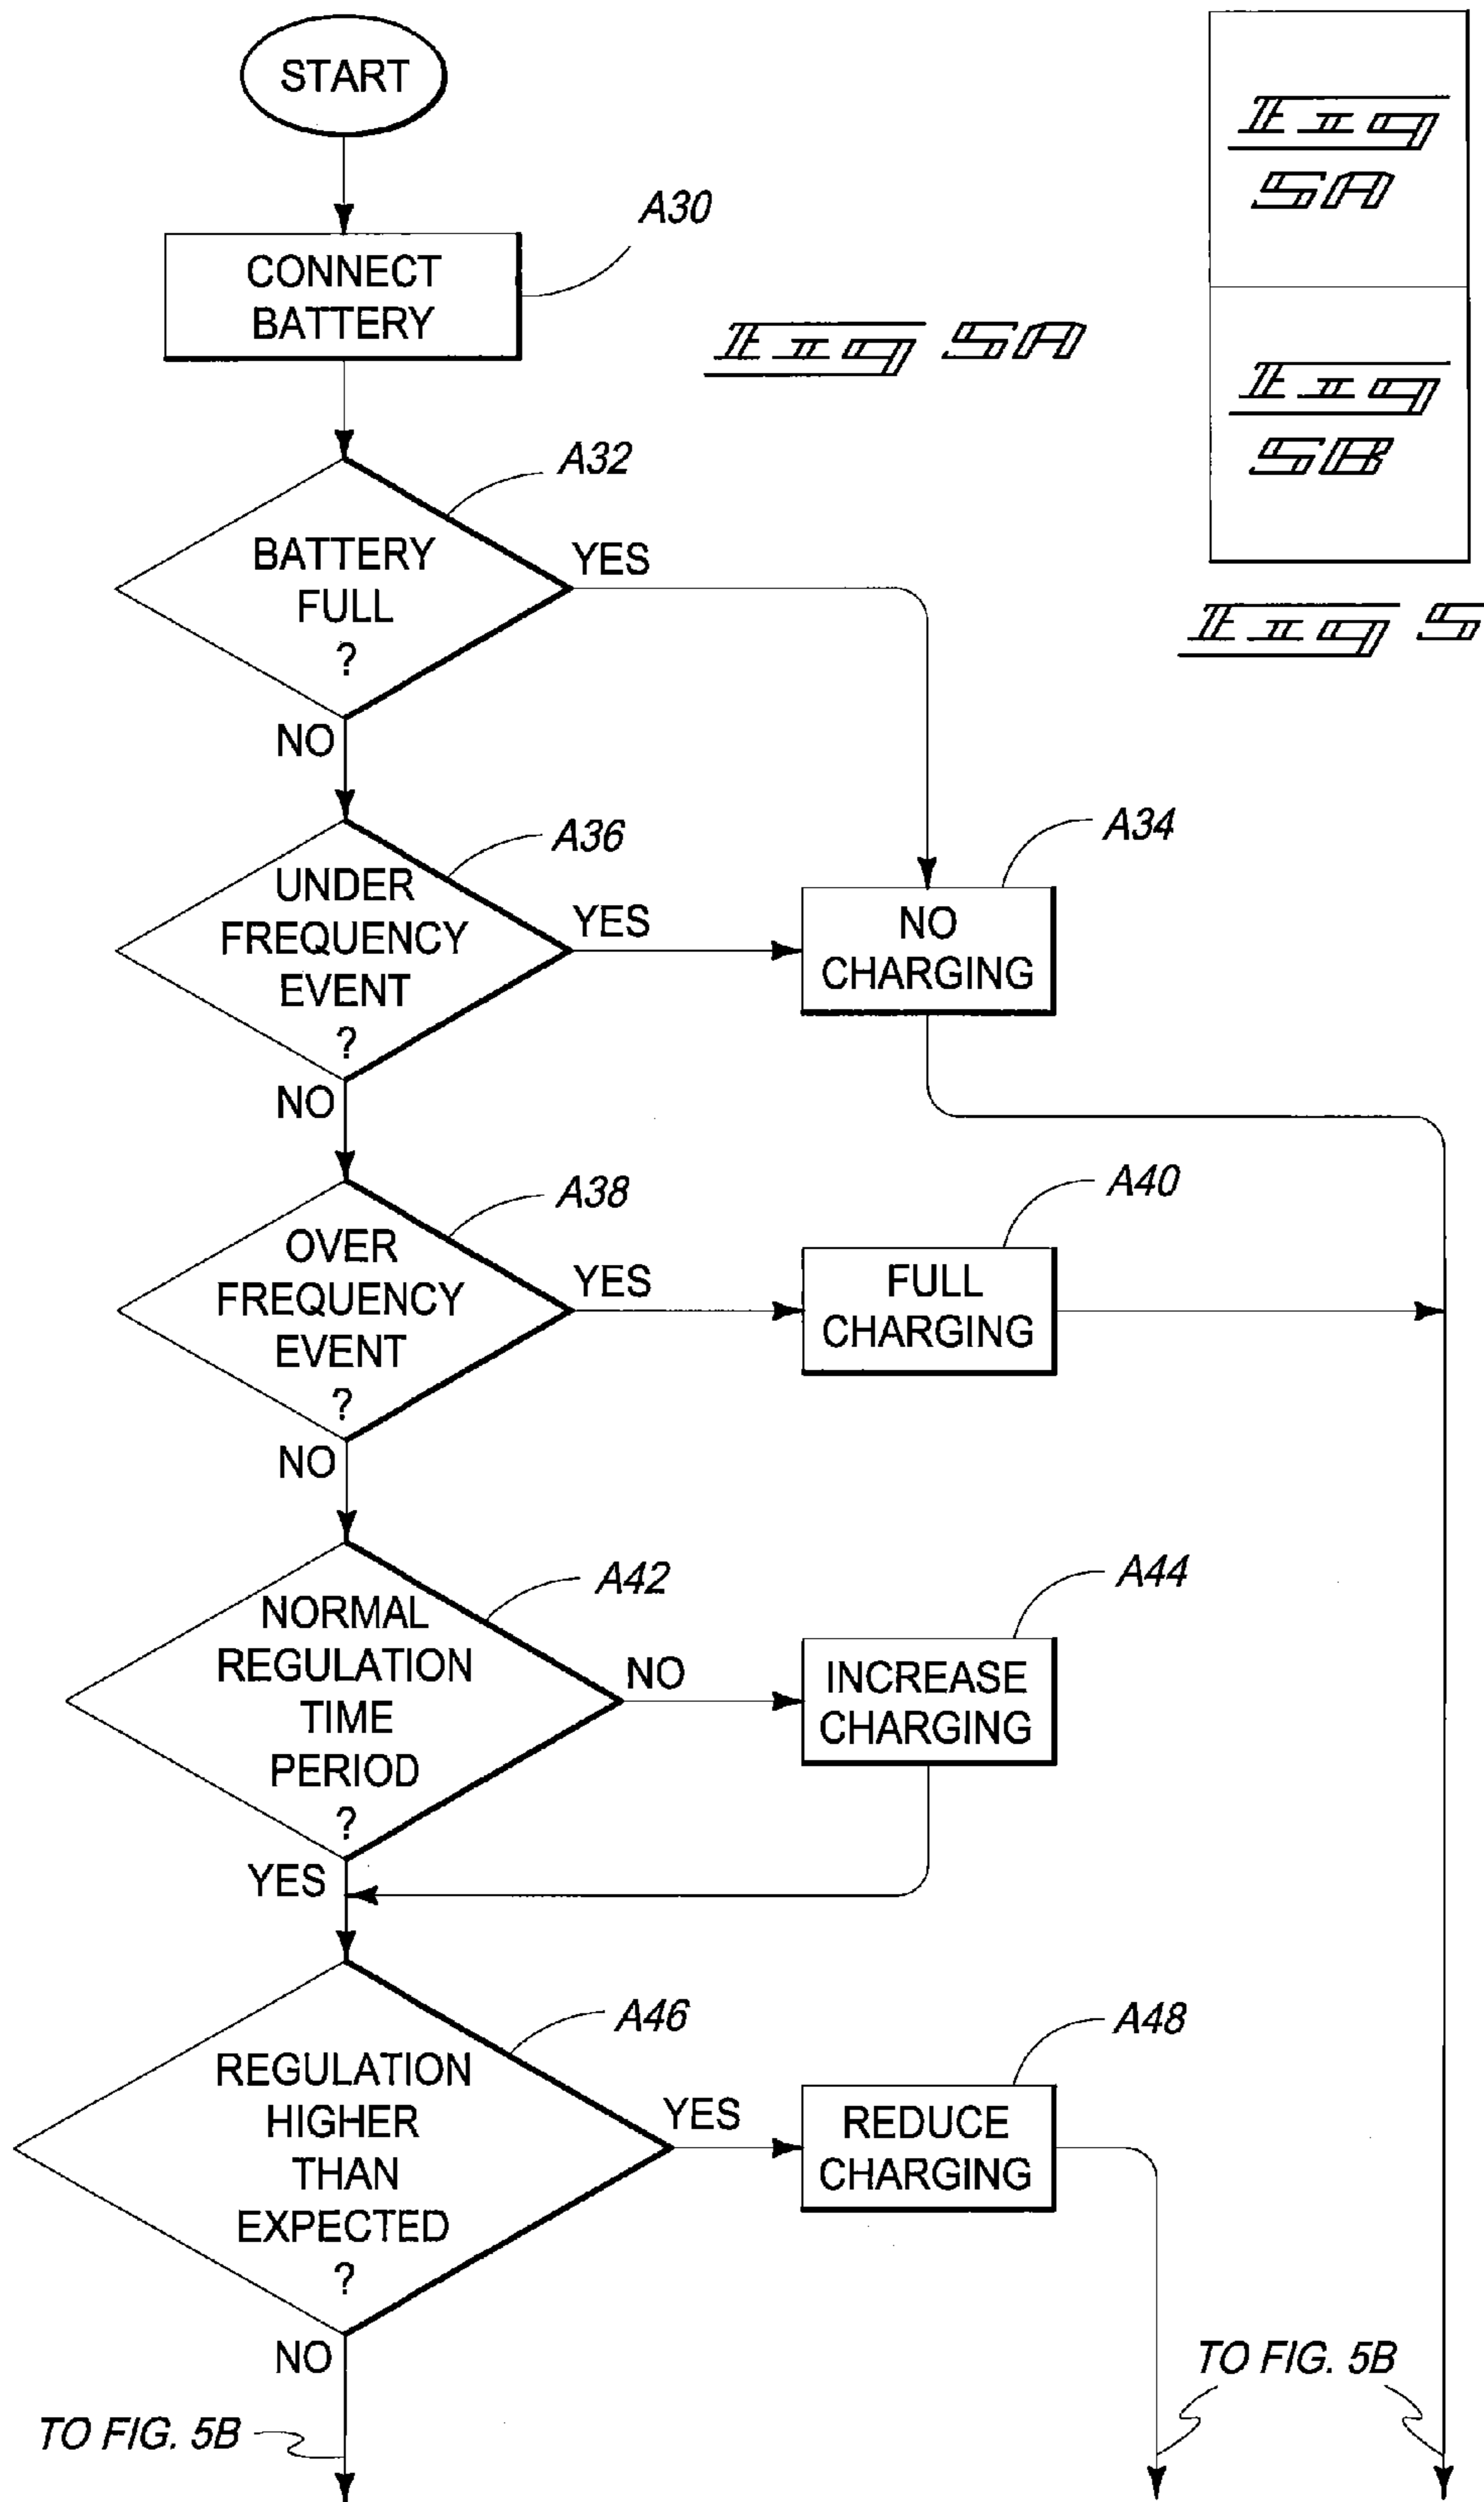 START
A30
CONNECT
BATTERY
Fig 5A
Fig
5A
Fig
5B
Fig 5
A32
BATTERY
FULL
?
YES
NO
A36
UNDER
FREQUENCY
EVENT
?
YES
NO
A34
NO
CHARGING
A38
OVER
FREQUENCY
EVENT
?
YES
NO
A40
FULL
CHARGING
A42
NORMAL
REGULATION
TIME
PERIOD
?
NO
YES
A44
INCREASE
CHARGING
A46
REGULATION
HIGHER
THAN
EXPECTED
?
YES
NO
A48
REDUCE
CHARGING
TO FIG. 5B
TO FIG. 5B